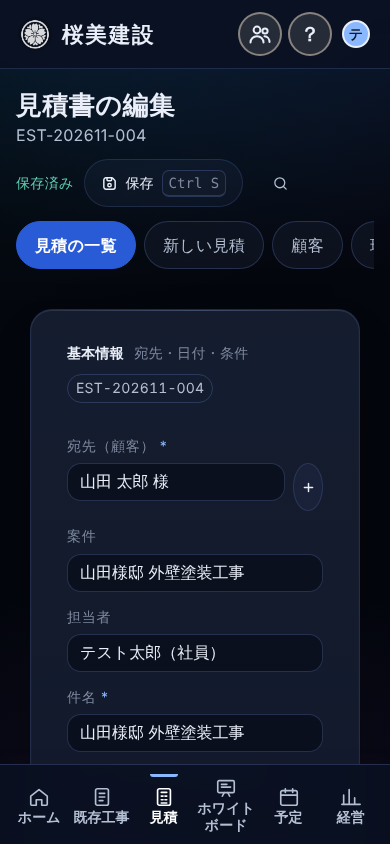 桜美建設
?
テ
見積書の編集
EST-202611-004
保存済み
保存 Ctrl S
見積の一覧
新しい見積
顧客
基本情報 宛先・日付・条件
EST-202611-004
宛先（顧客） *
山田 太郎 様
+
案件
山田様邸 外壁塗装工事
担当者
テスト太郎（社員）
件名 *
山田様邸 外壁塗装工事
ホーム
既存工事
見積
ホワイト
ボード
予定
経営